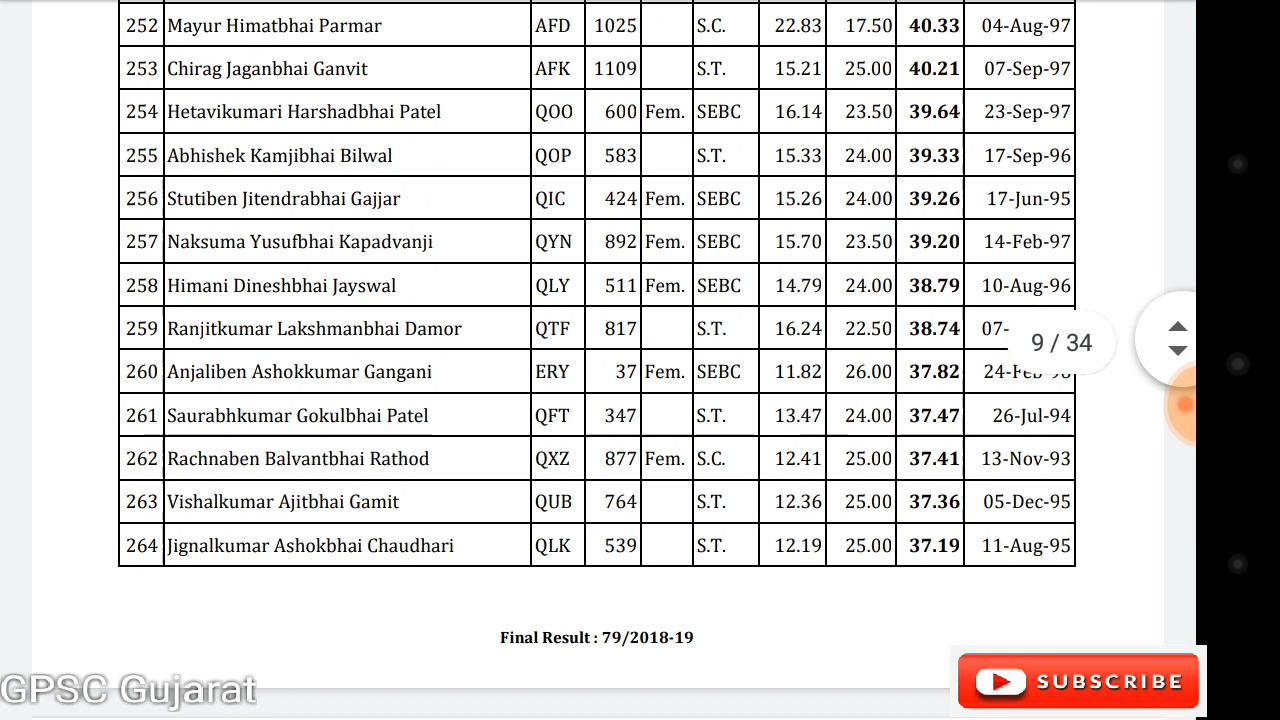 252 Mayur Himatbhai Parmar AFD 1025 S.C. 22.83 17.50 40.33 04-Aug-97
253 Chirag Jaganbhai Ganvit AFK 1109 S.T. 15.21 25.00 40.21 07-Sep-97
254 Hetavikumari Harshadbhai Patel QOO 600 Fem. SEBC 16.14 23.50 39.64 23-Sep-97
255 Abhishek Kamjibhai Bilwal QOP 583 S.T. 15.33 24.00 39.33 17-Sep-96
256 Stutiben Jitendrabhai Gajjar QIC 424 Fem. SEBC 15.26 24.00 39.26 17-Jun-95
257 Naksuma Yusufbhai Kapadvanji QYN 892 Fem. SEBC 15.70 23.50 39.20 14-Feb-97
258 Himani Dineshbhai Jayswal QLY 511 Fem. SEBC 14.79 24.00 38.79 10-Aug-96
259 Ranjitkumar Lakshmanbhai Damor QTF 817 S.T. 16.24 22.50 38.74 07-
9 / 34
260 Anjaliben Ashokkumar Gangani ERY 37 Fem. SEBC 11.82 26.00 37.82
261 Saurabhkumar Gokulbhai Patel QFT 347 S.T. 13.47 24.00 37.47 26-Jul-94
262 Rachnaben Balvantbhai Rathod QXZ 877 Fem. S.C. 12.41 25.00 37.41 13-Nov-93
263 Vishalkumar Ajitbhai Gamit QUB 764 S.T. 12.36 25.00 37.36 05-Dec-95
264 Jignalkumar Ashokbhai Chaudhari QLK 539 S.T. 12.19 25.00 37.19 11-Aug-95
Final Result : 79/2018-19
GPSC Gujarat
SUBSCRIBE